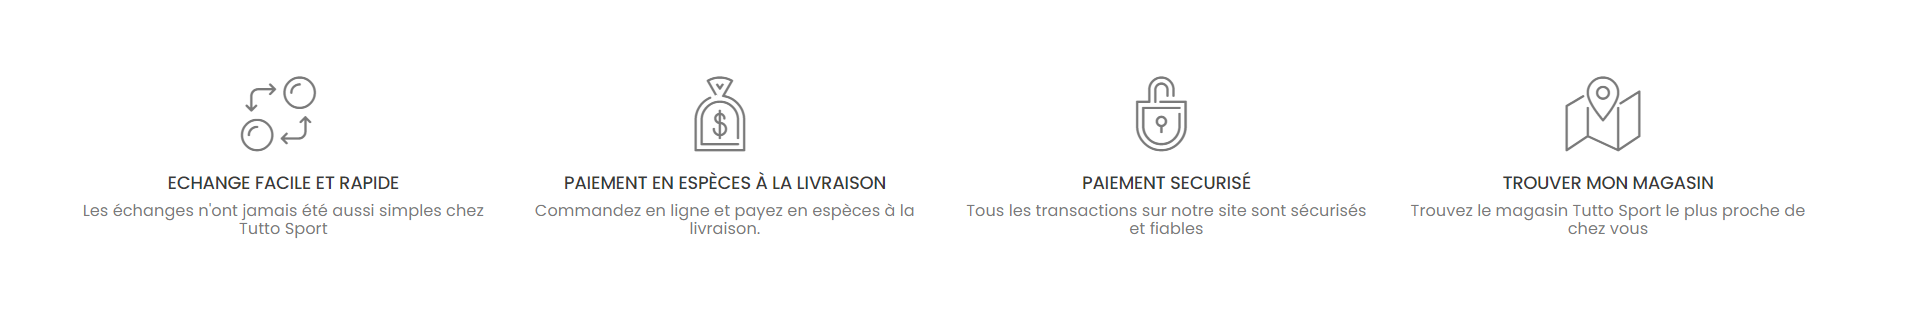 ECHANGE FACILE ET RAPIDE
Les échanges n'ont jamais été aussi simples chez
Tutto Sport
$
PAIEMENT EN ESPÈCES À LA LIVRAISON
Commandez en ligne et payez en espèces à la
livraison.
PAIEMENT SECURISÉ
Tous les transactions sur notre site sont sécurisés
et fiables
TROUVER MON MAGASIN
Trouvez le magasin Tutto Sport le plus proche de
chez vous